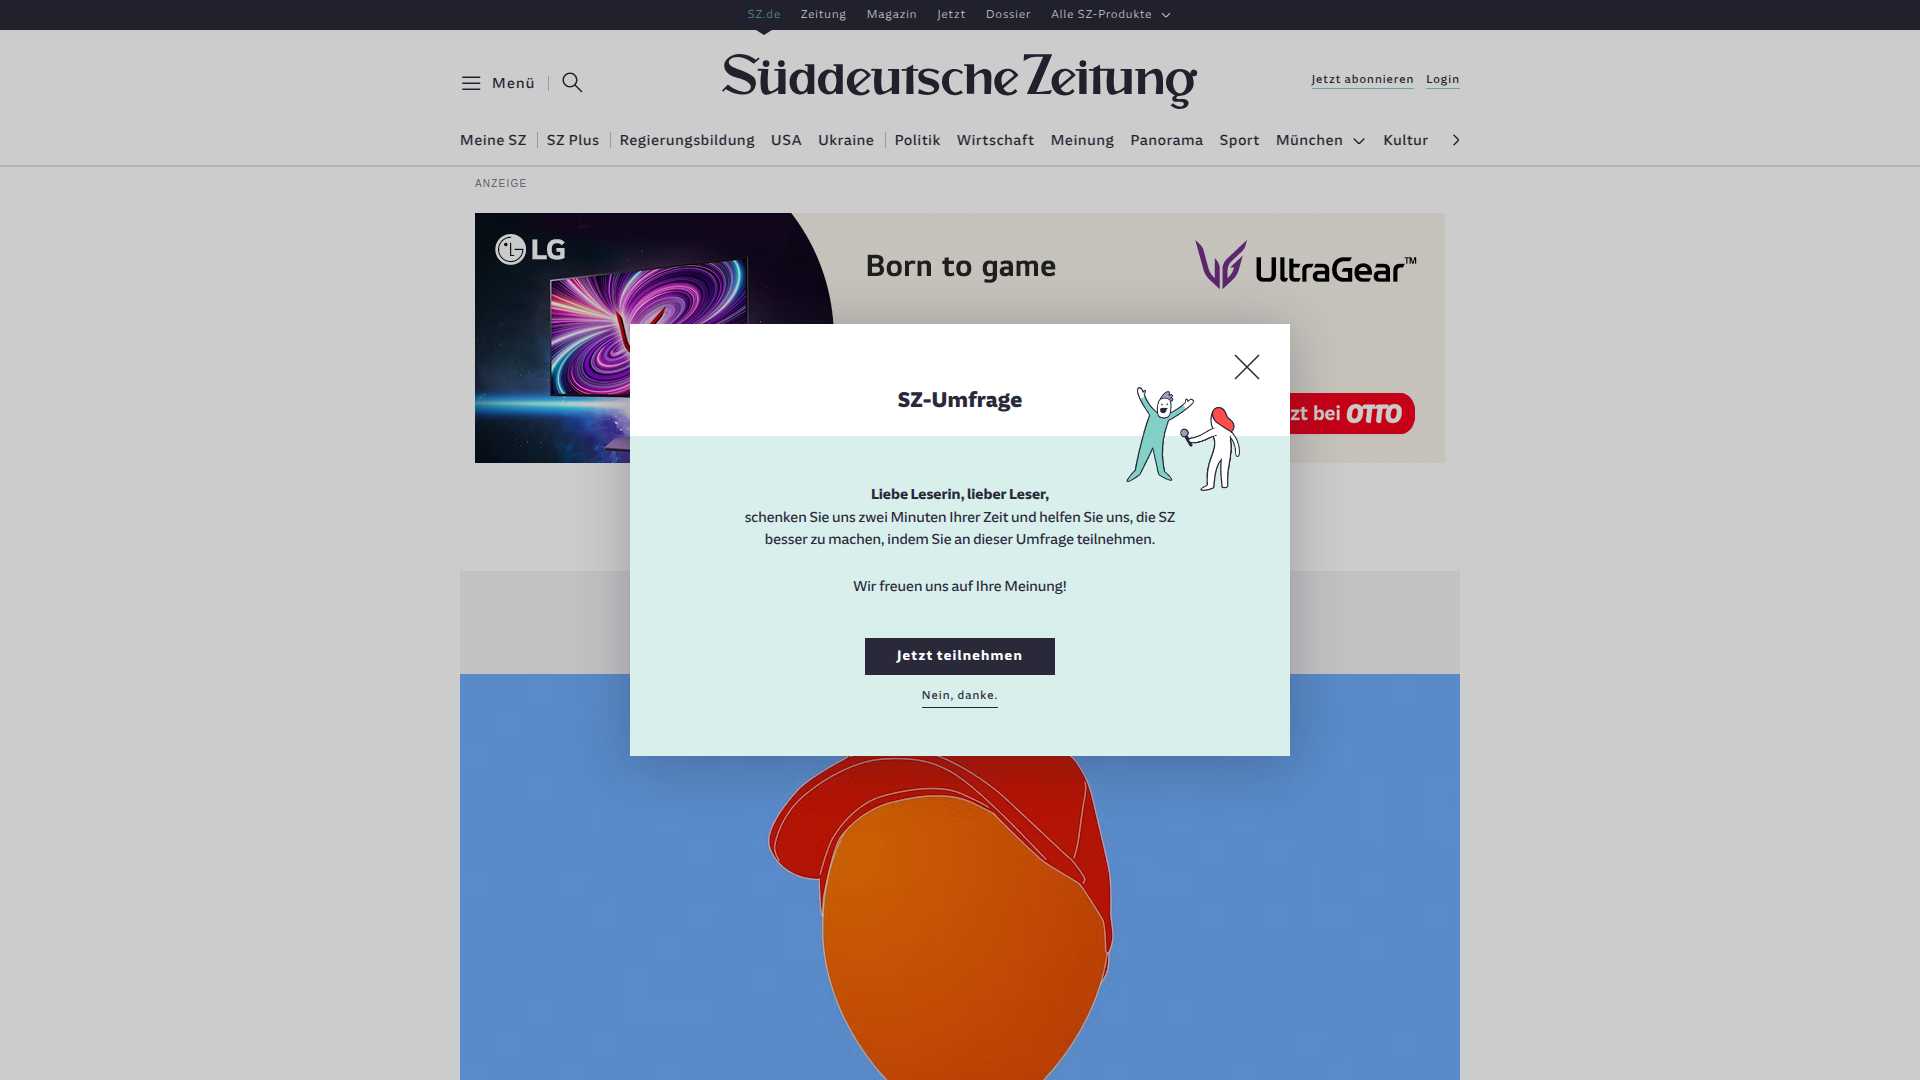 SZ.de Zeitung Magazin Jetzt Dossier Alle SZ-Produkte
Menü
Süddeutsche Zeitung
Jetzt abonnieren Login
Meine SZ SZ Plus Regierungsbildung USA Ukraine Politik Wirtschaft Meinung Panorama Sport München Kultur
ANZEIGE
LG
Born to game
UltraGear™
zt bei OTTO
SZ-Umfrage
Liebe Leserin, lieber Leser,
schenken Sie uns zwei Minuten Ihrer Zeit und helfen Sie uns, die SZ
besser zu machen, indem Sie an dieser Umfrage teilnehmen.
Wir freuen uns auf Ihre Meinung!
Jetzt teilnehmen
Nein, danke.